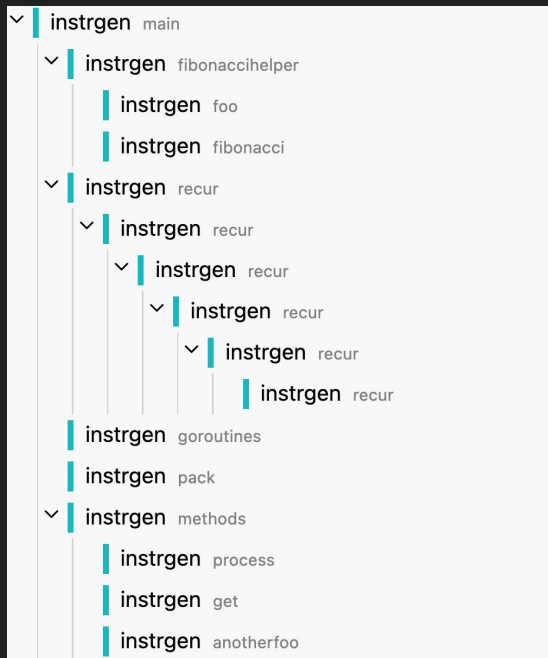 instrgen main
instrgen fibonaccihelper
instrgen foo
instrgen fibonacci
instrgen recur
instrgen recur
instrgen recur
instrgen recur
instrgen recur
instrgen recur
instrgen goroutines
instrgen pack
instrgen methods
instrgen process
instrgen get
instrgen anotherfoo